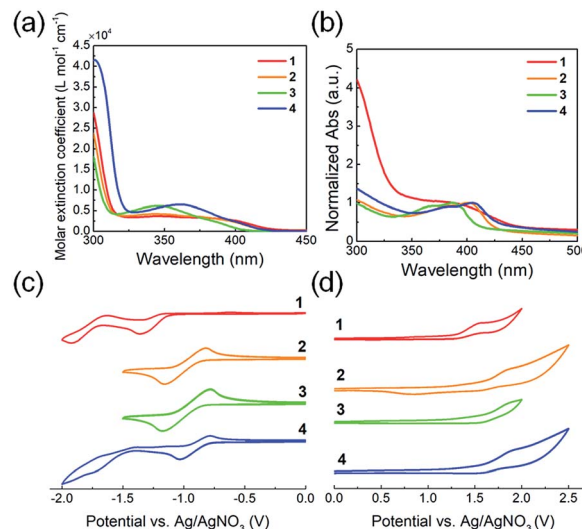 (a)
Molar extinction coefficient (L mol⁻¹ cm⁻¹)
×10⁴
4.5
4.0
3.5
3.0
2.5
2.0
1.5
1.0
0.5
0.0
300 350 400 450
Wavelength (nm)
1
2
3
4
(b)
Normalized Abs (a.u.)
5
4
3
2
1
0
300 350 400 450 500
Wavelength (nm)
1
2
3
4
(c)
1
2
3
4
-2.0 -1.5 -1.0 -0.5 0.0
Potential vs. Ag/AgNO₃ (V)
(d)
1
2
3
4
0.0 0.5 1.0 1.5 2.0 2.5
Potential vs. Ag/AgNO₃ (V)